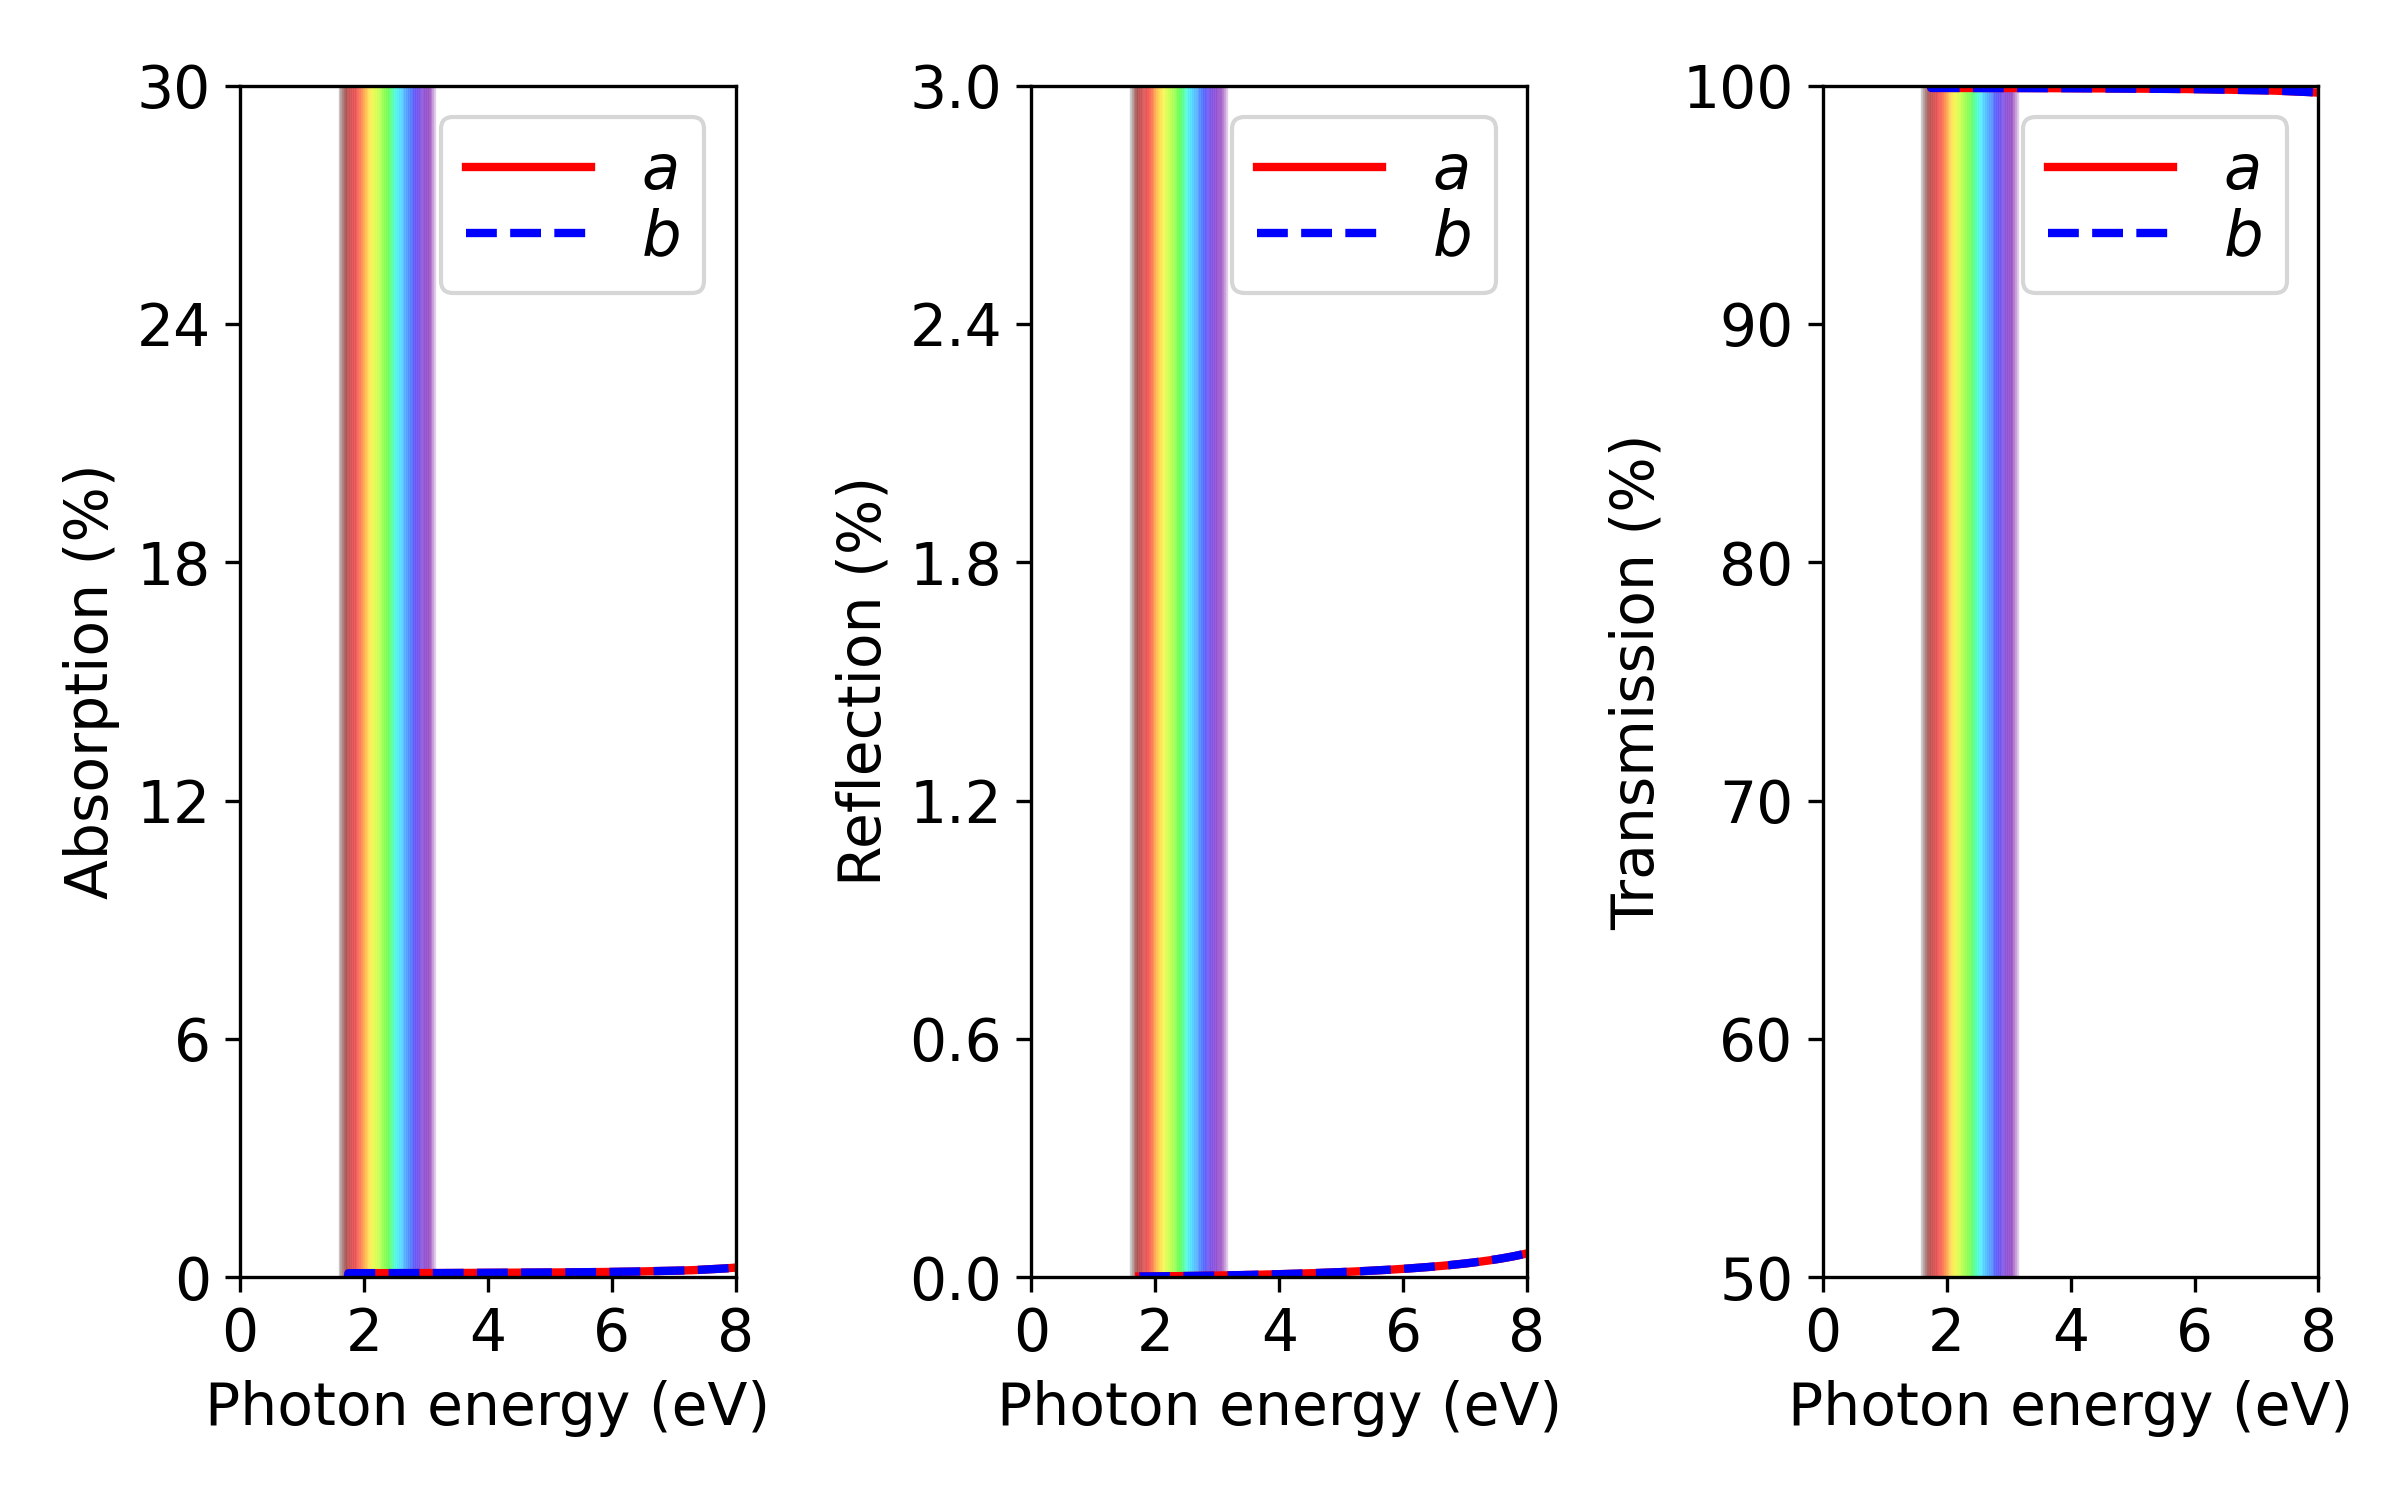 Absorption (%)
30
24
18
12
6
0
0 2 4 6 8
Photon energy (eV)
a
b
Reflection (%)
3.0
2.4
1.8
1.2
0.6
0.0
0 2 4 6 8
Photon energy (eV)
a
b
Transmission (%)
100
90
80
70
60
50
0 2 4 6 8
Photon energy (eV)
a
b